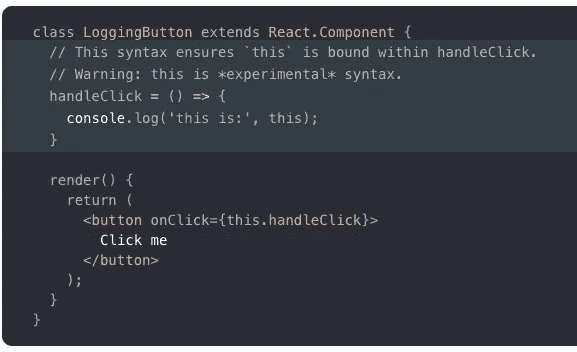 class LoggingButton extends React.Component {
  // This syntax ensures `this` is bound within handleClick.
  // Warning: this is *experimental* syntax.
  handleClick = () => {
    console.log('this is:', this);
  }

  render() {
    return (
      <button onClick={this.handleClick}>
        Click me
      </button>
    );
  }
}